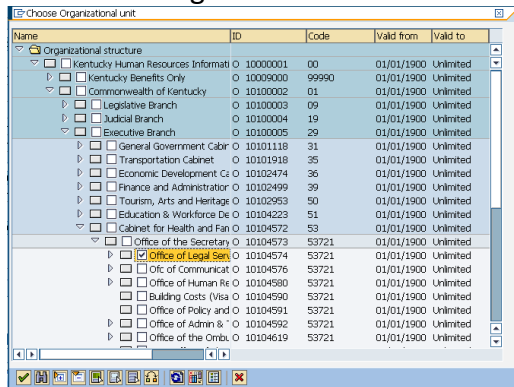 Choose Organizational unit
Name ID Code Valid from Valid to
Organizational structure
Kentucky Human Resources Informati O 10000001 00 01/01/1900 Unlimited
Kentucky Benefits Only O 10009000 99990 01/01/1900 Unlimited
Commonwealth of Kentucky O 10100002 01 01/01/1900 Unlimited
Legislative Branch O 10100003 09 01/01/1900 Unlimited
Judicial Branch O 10100004 19 01/01/1900 Unlimited
Executive Branch O 10100005 29 01/01/1900 Unlimited
General Government Cabir O 10101118 31 01/01/1900 Unlimited
Transportation Cabinet O 10101918 35 01/01/1900 Unlimited
Economic Development Ca O 10102474 36 01/01/1900 Unlimited
Finance and Administration O 10102499 39 01/01/1900 Unlimited
Tourism, Arts and Heritage O 10102953 50 01/01/1900 Unlimited
Education & Workforce De O 10104223 51 01/01/1900 Unlimited
Cabinet for Health and Fan O 10104572 53 01/01/1900 Unlimited
Office of the Secretary O 10104573 53721 01/01/1900 Unlimited
Office of Legal Serv O 10104574 53721 01/01/1900 Unlimited
Ofc of Communicat O 10104576 53721 01/01/1900 Unlimited
Office of Human Re O 10104580 53721 01/01/1900 Unlimited
Building Costs (Visa O 10104590 53721 01/01/1900 Unlimited
Office of Policy and O 10104591 53721 01/01/1900 Unlimited
Office of Admin & T O 10104592 53721 01/01/1900 Unlimited
Office of the Ombu O 10104619 53721 01/01/1900 Unlimited